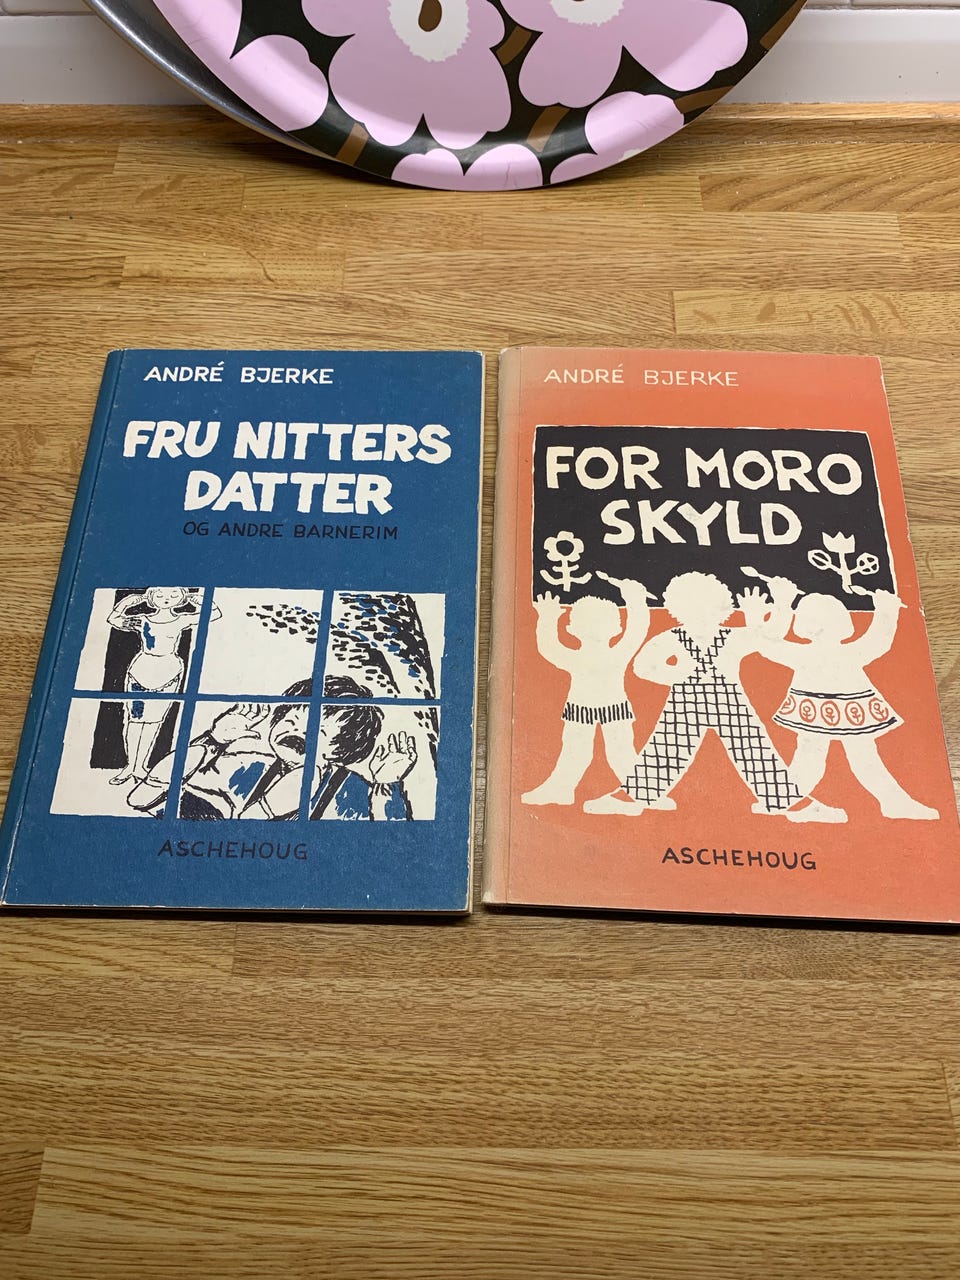 ANDRÉ BJERKE
FRU NITTERS
DATTER
OG ANDRE BARNERIM
ASCHEHOUG
ANDRÉ BJERKE
FOR MORO
SKYLD
ASCHEHOUG